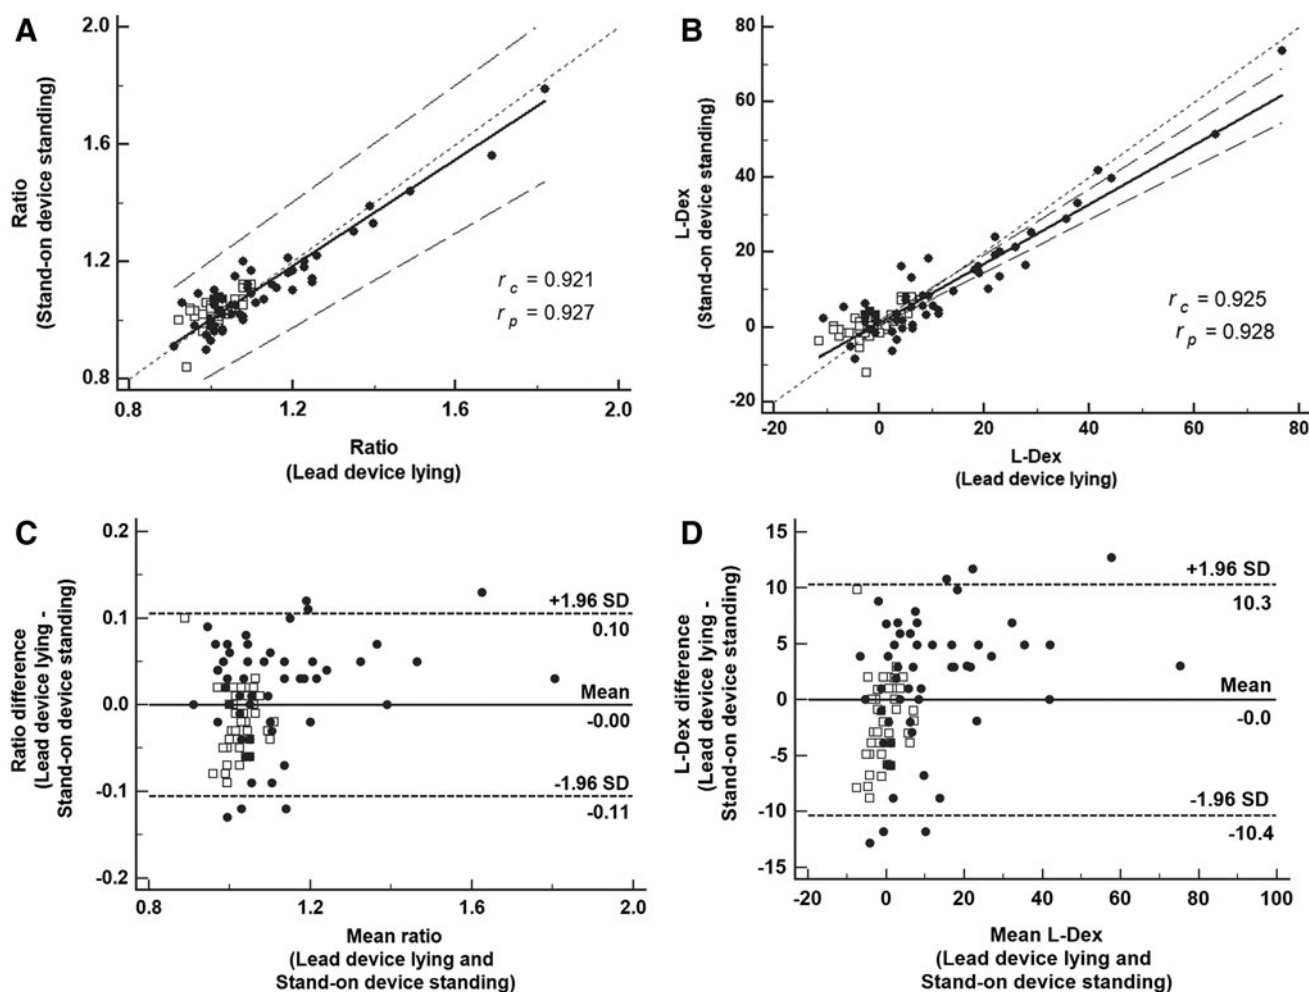 A
2.0
1.6
1.2
0.8
Ratio
(Stand-on device standing)
r c = 0.921
r p = 0.927
0.8
1.2
1.6
2.0
Ratio
(Lead device lying)
B
80
60
40
20
0
-20
L-Dex
(Stand-on device standing)
r c = 0.925
r p = 0.928
-20
0
20
40
60
80
L-Dex
(Lead device lying)
C
0.2
0.1
0.0
-0.1
-0.2
Ratio difference
(Lead device lying -
Stand-on device standing)
+1.96 SD
0.10
Mean
-0.00
-1.96 SD
-0.11
0.8
1.2
1.6
2.0
Mean ratio
(Lead device lying and
Stand-on device standing)
D
15
10
5
0
-5
-10
-15
L-Dex difference
(Lead device lying -
Stand-on device standing)
+1.96 SD
10.3
Mean
-0.0
-1.96 SD
-10.4
-20
0
20
40
60
80
100
Mean L-Dex
(Lead device lying and
Stand-on device standing)